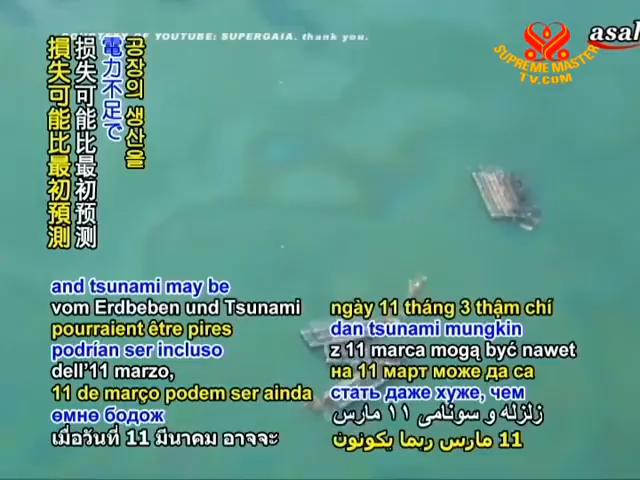 COURTESY OF YOUTUBE: SUPERGAIA. thank you.
asah
SUPREME MASTER
TV.COM
공장의 생산을
電力不足で
损失可能比最初预测
損失可能比最初預測
and tsunami may be
vom Erdbeben und Tsunami
pourraient être pires
podrían ser incluso
dell'11 marzo,
11 de março podem ser ainda
өмнө бодож
เมื่อวันที่ 11 มีนาคม อาจจะ
ngày 11 tháng 3 thậm chí
dan tsunami mungkin
z 11 marca mogą być nawet
на 11 март може да са
стать даже хуже, чем
زلزله و سونامی ۱۱ مارس
11 مارس ربما يكونون